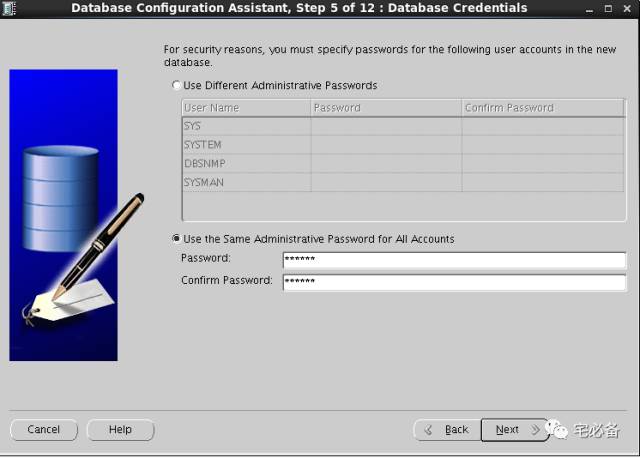 Database Configuration Assistant, Step 5 of 12 : Database Credentials
For security reasons, you must specify passwords for the following user accounts in the new
database.
Use Different Administrative Passwords
User Name Password Confirm Password
SYS
SYSTEM
DBSNMP
SYSMAN
Use the Same Administrative Password for All Accounts
Password: ******
Confirm Password: ******
Cancel Help Back Next 宅必备